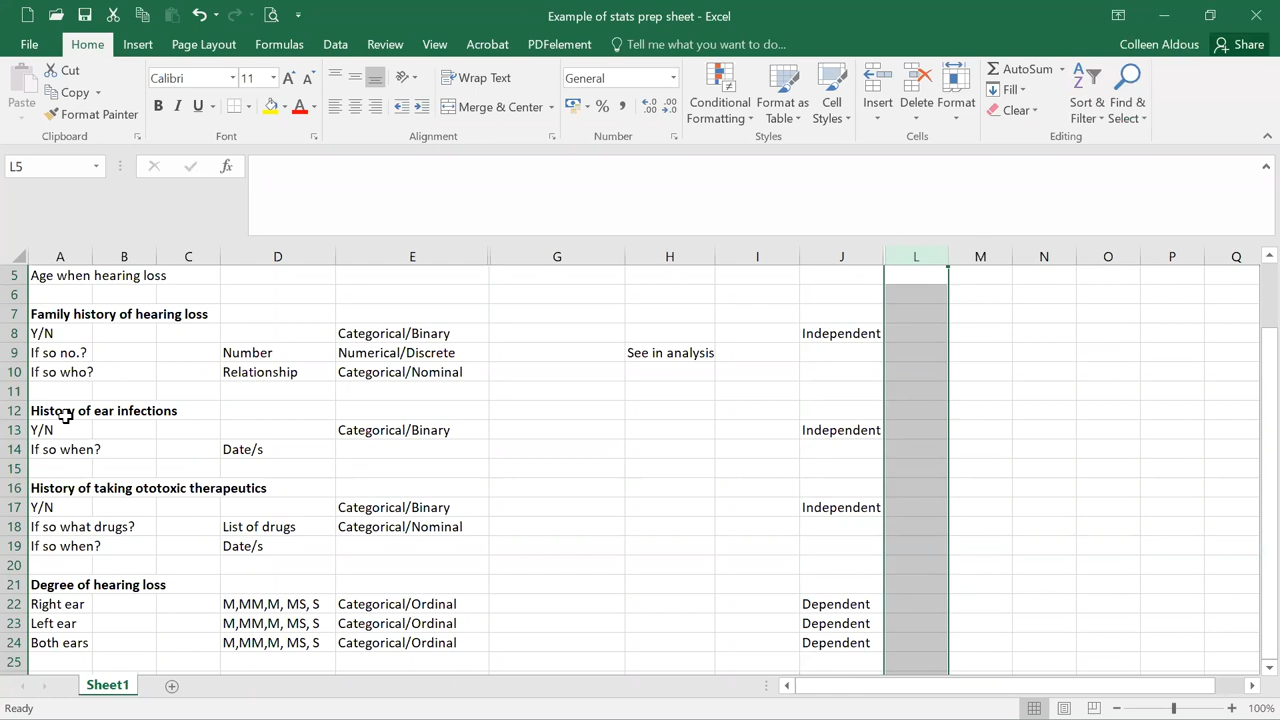 Example of stats prep sheet - Excel
File Home Insert Page Layout Formulas Data Review View Acrobat PDFelement Tell me what you want to do... Colleen Aldous Share
Paste Cut Copy Format Painter
Calibri 11 General
Wrap Text
Merge & Center
Conditional Formatting Format as Table Cell Styles Insert Delete Format
AutoSum Fill Clear Sort & Filter Find & Select
Clipboard Font Alignment Number Styles Cells Editing
L5
A B C D E G H I J L M N O P Q
5 Age when hearing loss
6
7 Family history of hearing loss
8 Y/N Categorical/Binary Independent
9 If so no.? Number Numerical/Discrete See in analysis
10 If so who? Relationship Categorical/Nominal
11
12 History of ear infections
13 Y/N Categorical/Binary Independent
14 If so when? Date/s
15
16 History of taking ototoxic therapeutics
17 Y/N Categorical/Binary Independent
18 If so what drugs? List of drugs Categorical/Nominal
19 If so when? Date/s
20
21 Degree of hearing loss
22 Right ear M,MM,M, MS, S Categorical/Ordinal Dependent
23 Left ear M,MM,M, MS, S Categorical/Ordinal Dependent
24 Both ears M,MM,M, MS, S Categorical/Ordinal Dependent
25
Sheet1
Ready 100%